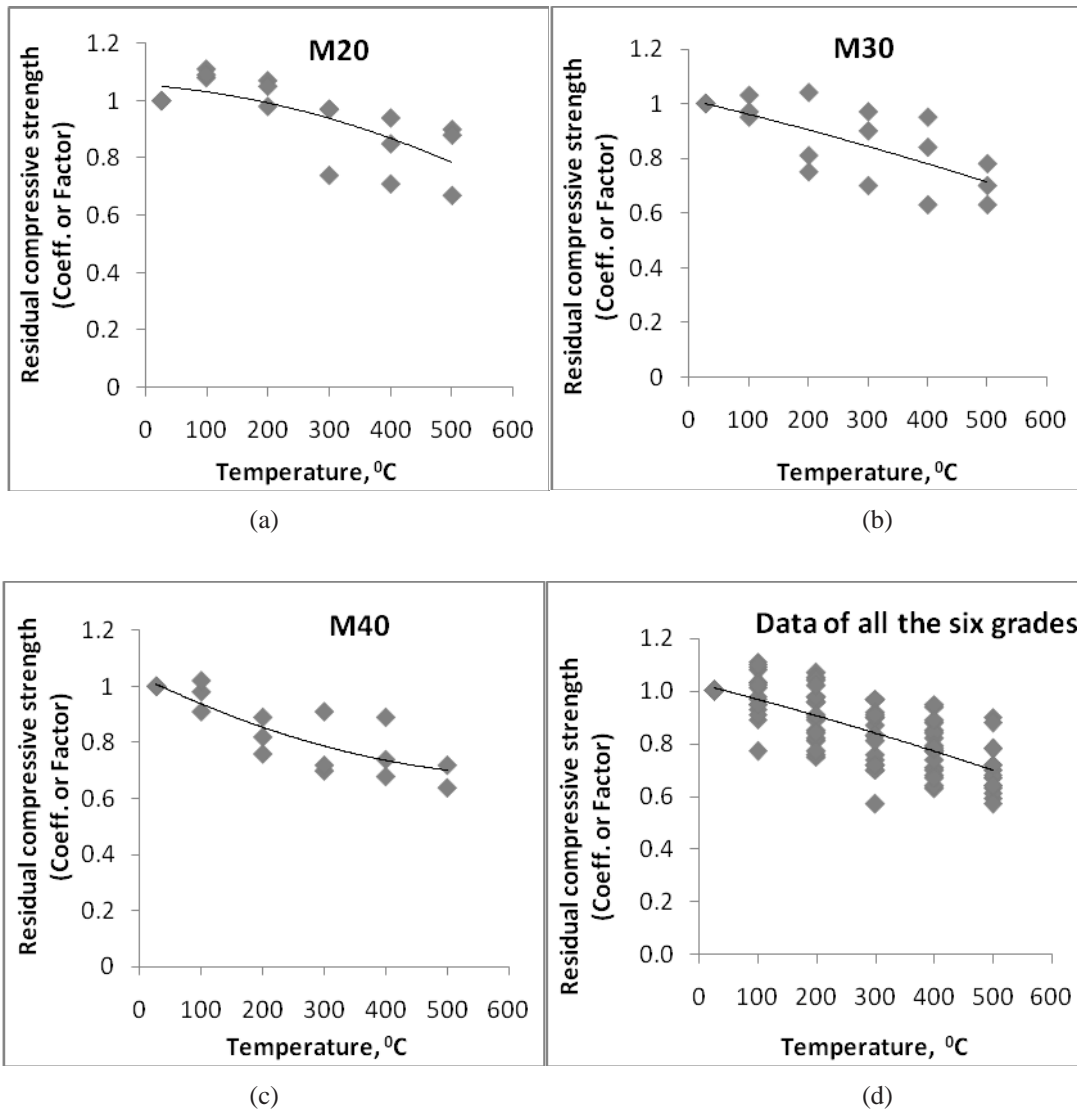 M20
Residual compressive strength
(Coeff. or Factor)
1.2
1
0.8
0.6
0.4
0.2
0
0 100 200 300 400 500 600
Temperature, ⁰C
(a)
M30
Residual compressive strength
(Coeff. or Factor)
1.2
1
0.8
0.6
0.4
0.2
0
0 100 200 300 400 500 600
Temperature, ⁰C
(b)
M40
Residual compressive strength
(Coeff. or Factor)
1.2
1
0.8
0.6
0.4
0.2
0
0 100 200 300 400 500 600
Temperature, ⁰C
(c)
Data of all the six grades
Residual compressive strength
(Coeff. or Factor)
1.2
1.0
0.8
0.6
0.4
0.2
0.0
0 100 200 300 400 500 600
Temperature, ⁰C
(d)